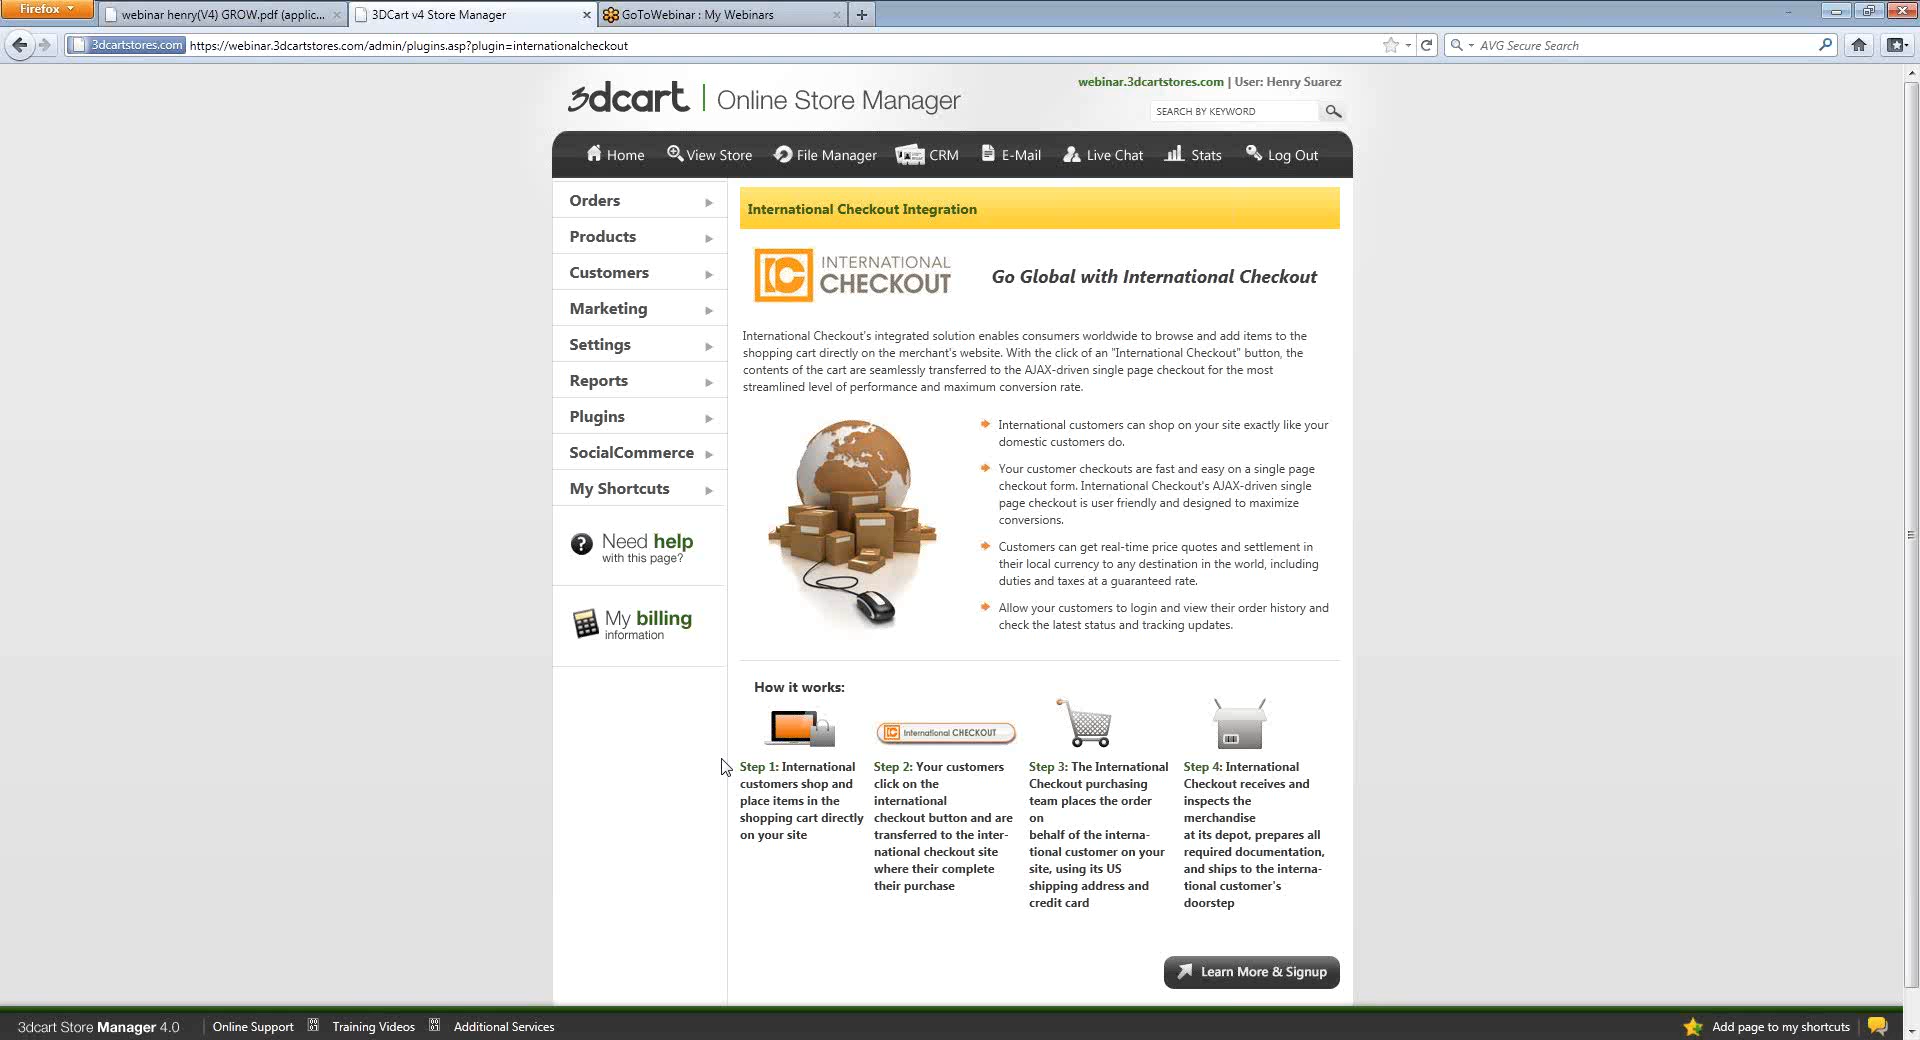 Firefox
webinar henry(V4) GROW.pdf (applic...
3DCart v4 Store Manager
GoToWebinar : My Webinars
3dcartstores.com
https://webinar.3dcartstores.com/admin/plugins.asp?plugin=internationalcheckout
AVG Secure Search
3dcart | Online Store Manager
webinar.3dcartstores.com | User: Henry Suarez
SEARCH BY KEYWORD
Home
View Store
File Manager
CRM
E-Mail
Live Chat
Stats
Log Out
Orders
Products
Customers
Marketing
Settings
Reports
Plugins
SocialCommerce
My Shortcuts
Need help
with this page?
My billing
information
International Checkout Integration
IC INTERNATIONAL
CHECKOUT
Go Global with International Checkout
International Checkout's integrated solution enables consumers worldwide to browse and add items to the
shopping cart directly on the merchant's website. With the click of an "International Checkout" button, the
contents of the cart are seamlessly transferred to the AJAX-driven single page checkout for the most
streamlined level of performance and maximum conversion rate.
International customers can shop on your site exactly like your
domestic customers do.
Your customer checkouts are fast and easy on a single page
checkout form. International Checkout's AJAX-driven single
page checkout is user friendly and designed to maximize
conversions.
Customers can get real-time price quotes and settlement in
their local currency to any destination in the world, including
duties and taxes at a guaranteed rate.
Allow your customers to login and view their order history and
check the latest status and tracking updates.
How it works:
IC International CHECKOUT
Step 1: International
customers shop and
place items in the
shopping cart directly
on your site
Step 2: Your customers
click on the
international
checkout button and are
transferred to the inter-
national checkout site
where their complete
their purchase
Step 3: The International
Checkout purchasing
team places the order
on
behalf of the interna-
tional customer on your
site, using its US
shipping address and
credit card
Step 4: International
Checkout receives and
inspects the
merchandise
at its depot, prepares all
required documentation,
and ships to the interna-
tional customer's
doorstep
Learn More & Signup
3dcart Store Manager 4.0
Online Support
Training Videos
Additional Services
Add page to my shortcuts